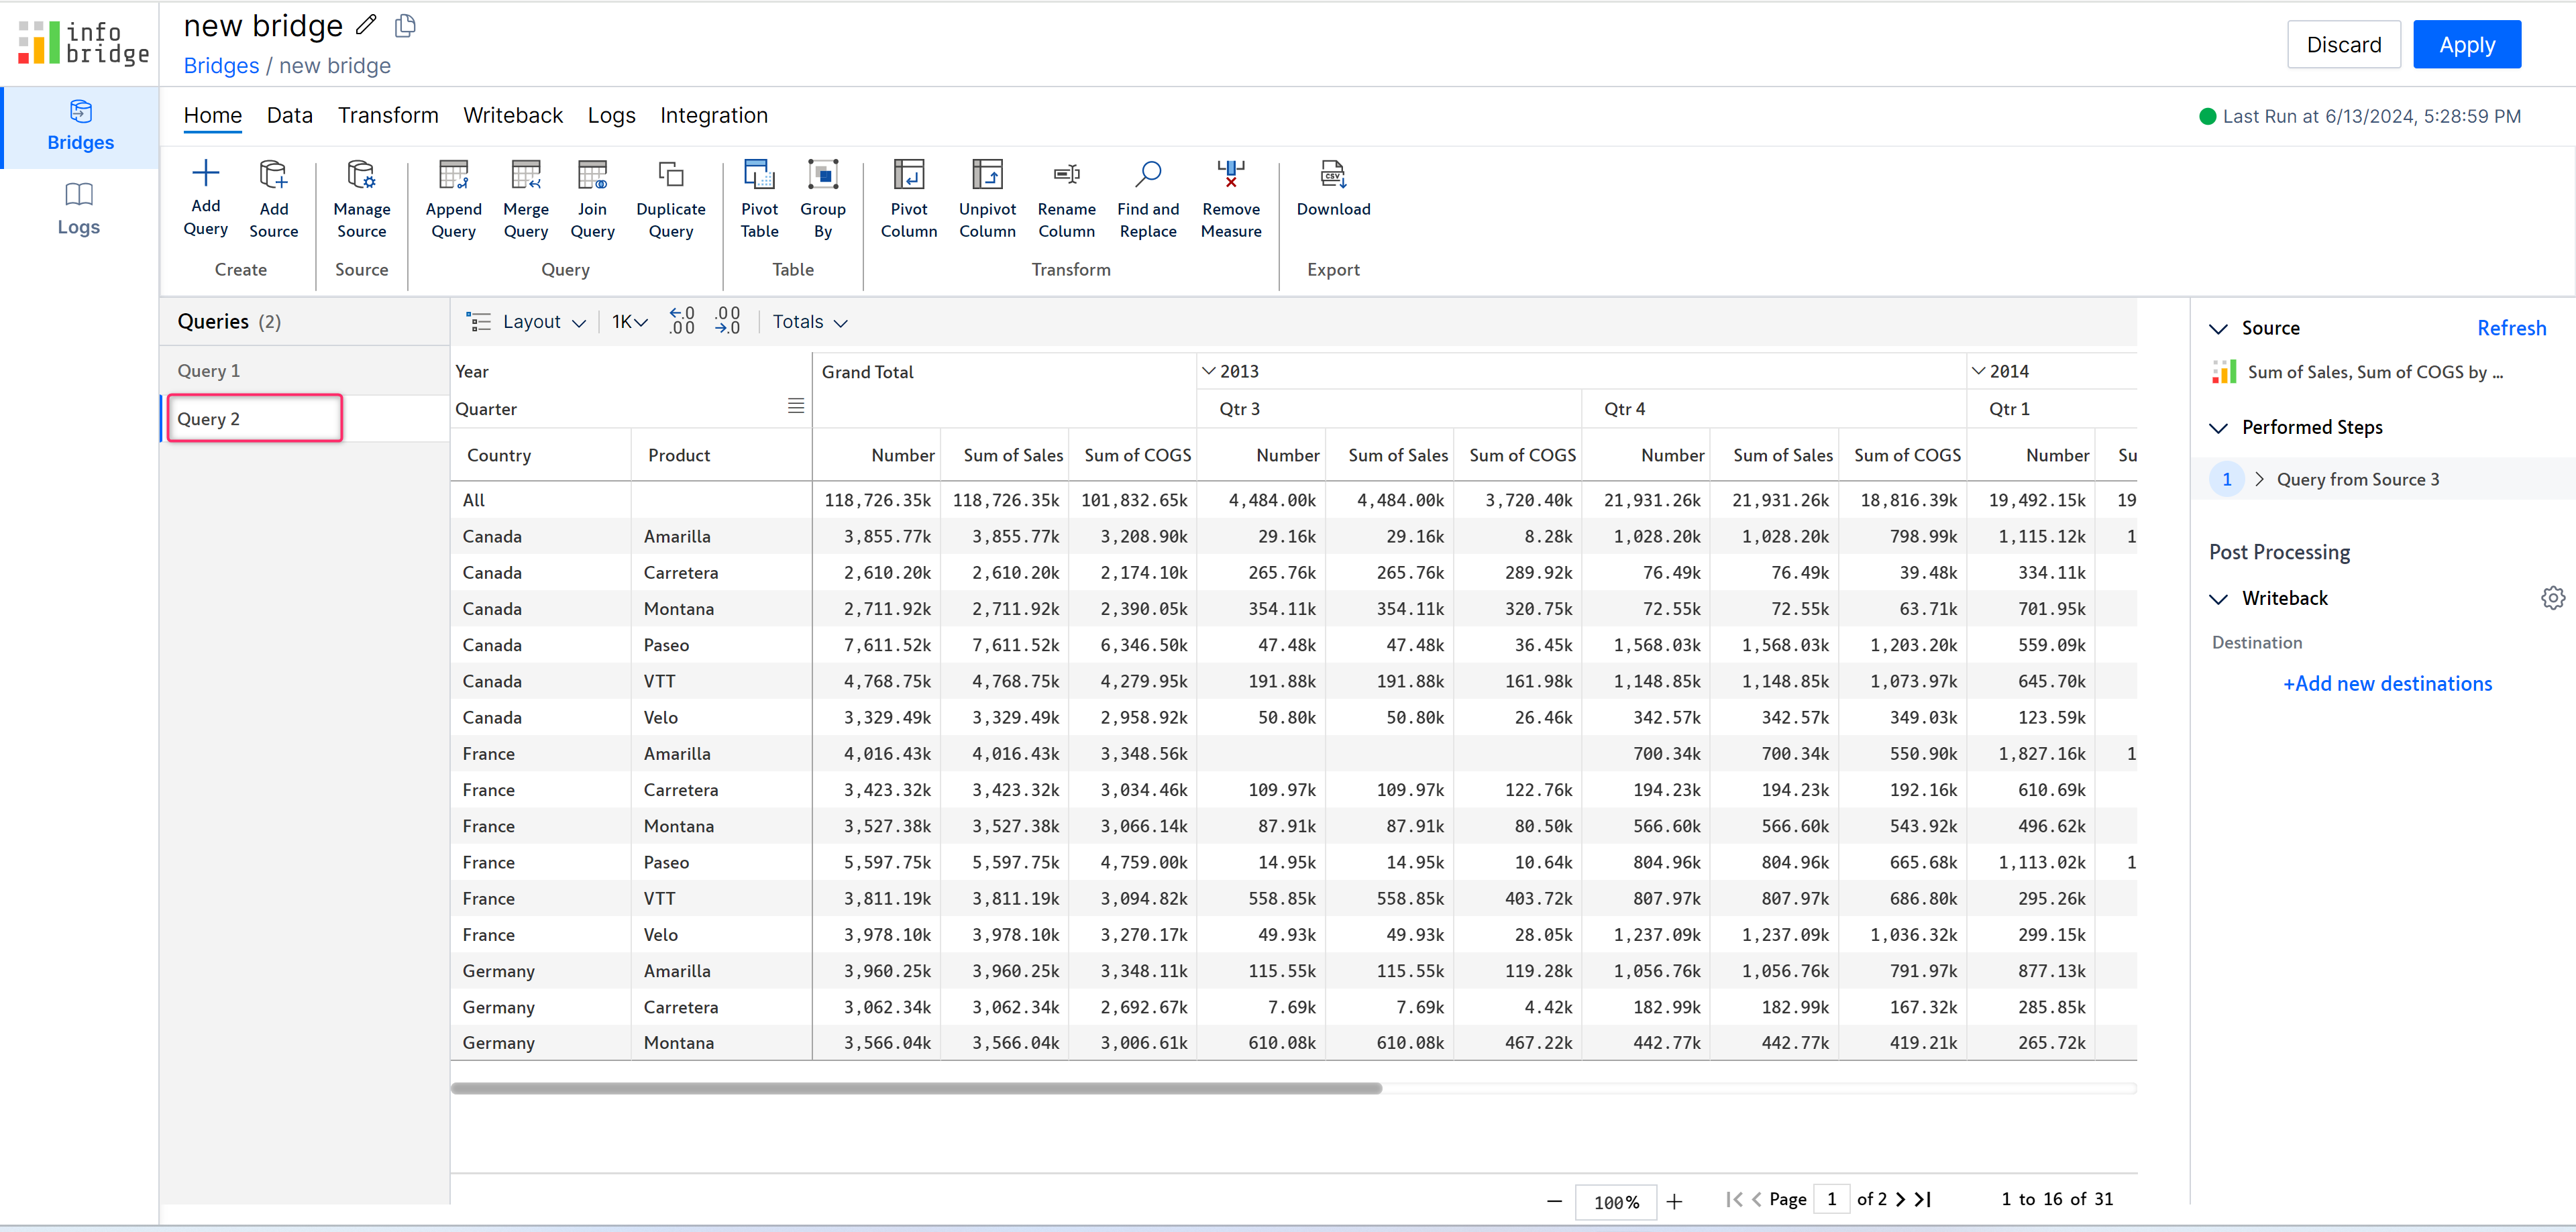 info bridge
new bridge
Bridges / new bridge
Discard
Apply
Bridges
Logs
Home Data Transform Writeback Logs Integration
Last Run at 6/13/2024, 5:28:59 PM
Add Query
Add Source
Create
Manage Source
Source
Append Query
Merge Query
Join Query
Duplicate Query
Query
Pivot Table
Group By
Table
Pivot Column
Unpivot Column
Rename Column
Find and Replace
Remove Measure
Transform
CSV
Download
Export
Queries (2)
Query 1
Query 2
Layout 1K ←.0 .00 .00 →.0 Totals
Year Grand Total 2013 2014
Quarter Qtr 3 Qtr 4 Qtr 1
Country Product Number Sum of Sales Sum of COGS Number Sum of Sales Sum of COGS Number Sum of Sales Sum of COGS Number Su
All 118,726.35k 118,726.35k 101,832.65k 4,484.00k 4,484.00k 3,720.40k 21,931.26k 21,931.26k 18,816.39k 19,492.15k 19
Canada Amarilla 3,855.77k 3,855.77k 3,208.90k 29.16k 29.16k 8.28k 1,028.20k 1,028.20k 798.99k 1,115.12k 1
Canada Carretera 2,610.20k 2,610.20k 2,174.10k 265.76k 265.76k 289.92k 76.49k 76.49k 39.48k 334.11k
Canada Montana 2,711.92k 2,711.92k 2,390.05k 354.11k 354.11k 320.75k 72.55k 72.55k 63.71k 701.95k
Canada Paseo 7,611.52k 7,611.52k 6,346.50k 47.48k 47.48k 36.45k 1,568.03k 1,568.03k 1,203.20k 559.09k
Canada VTT 4,768.75k 4,768.75k 4,279.95k 191.88k 191.88k 161.98k 1,148.85k 1,148.85k 1,073.97k 645.70k
Canada Velo 3,329.49k 3,329.49k 2,958.92k 50.80k 50.80k 26.46k 342.57k 342.57k 349.03k 123.59k
France Amarilla 4,016.43k 4,016.43k 3,348.56k 700.34k 700.34k 550.90k 1,827.16k 1
France Carretera 3,423.32k 3,423.32k 3,034.46k 109.97k 109.97k 122.76k 194.23k 194.23k 192.16k 610.69k
France Montana 3,527.38k 3,527.38k 3,066.14k 87.91k 87.91k 80.50k 566.60k 566.60k 543.92k 496.62k
France Paseo 5,597.75k 5,597.75k 4,759.00k 14.95k 14.95k 10.64k 804.96k 804.96k 665.68k 1,113.02k 1
France VTT 3,811.19k 3,811.19k 3,094.82k 558.85k 558.85k 403.72k 807.97k 807.97k 686.80k 295.26k
France Velo 3,978.10k 3,978.10k 3,270.17k 49.93k 49.93k 28.05k 1,237.09k 1,237.09k 1,036.32k 299.15k
Germany Amarilla 3,960.25k 3,960.25k 3,348.11k 115.55k 115.55k 119.28k 1,056.76k 1,056.76k 791.97k 877.13k
Germany Carretera 3,062.34k 3,062.34k 2,692.67k 7.69k 7.69k 4.42k 182.99k 182.99k 167.32k 285.85k
Germany Montana 3,566.04k 3,566.04k 3,006.61k 610.08k 610.08k 467.22k 442.77k 442.77k 419.21k 265.72k
100% Page 1 of 2 1 to 16 of 31
Source Refresh
Sum of Sales, Sum of COGS by ...
Performed Steps
1 Query from Source 3
Post Processing
Writeback
Destination
+Add new destinations